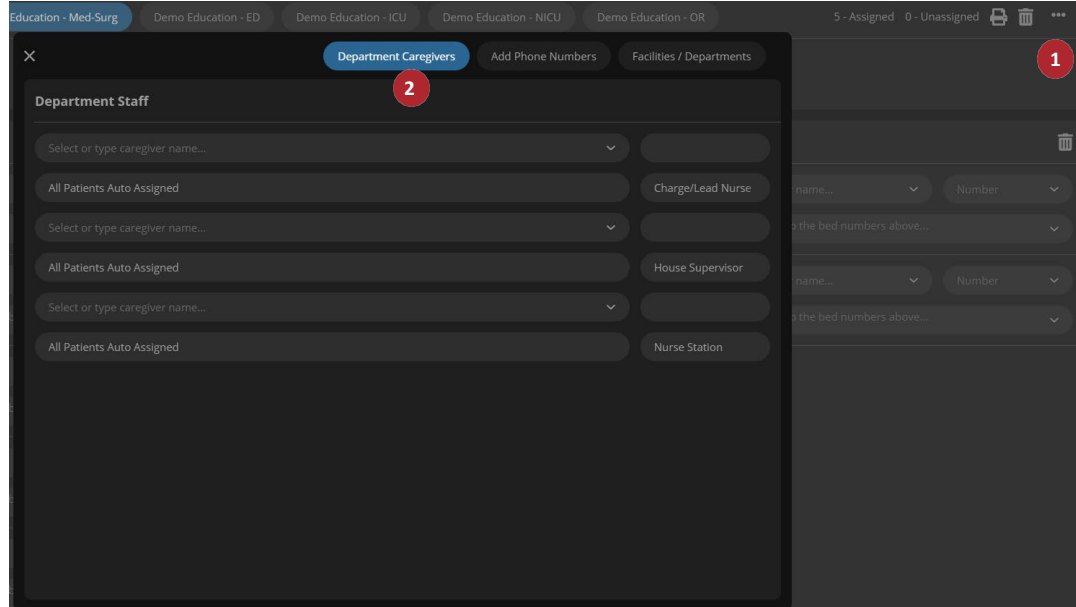 Education - Med-Surg Demo Education - ED Demo Education - ICU Demo Education - NICU Demo Education - OR 5 - Assigned 0 - Unassigned
Department Caregivers Add Phone Numbers Facilities / Departments
1
2
Department Staff
Select or type caregiver name...
All Patients Auto Assigned Charge/Lead Nurse name... Number
Select or type caregiver name... the bed numbers above...
All Patients Auto Assigned House Supervisor name... Number
Select or type caregiver name... the bed numbers above...
All Patients Auto Assigned Nurse Station